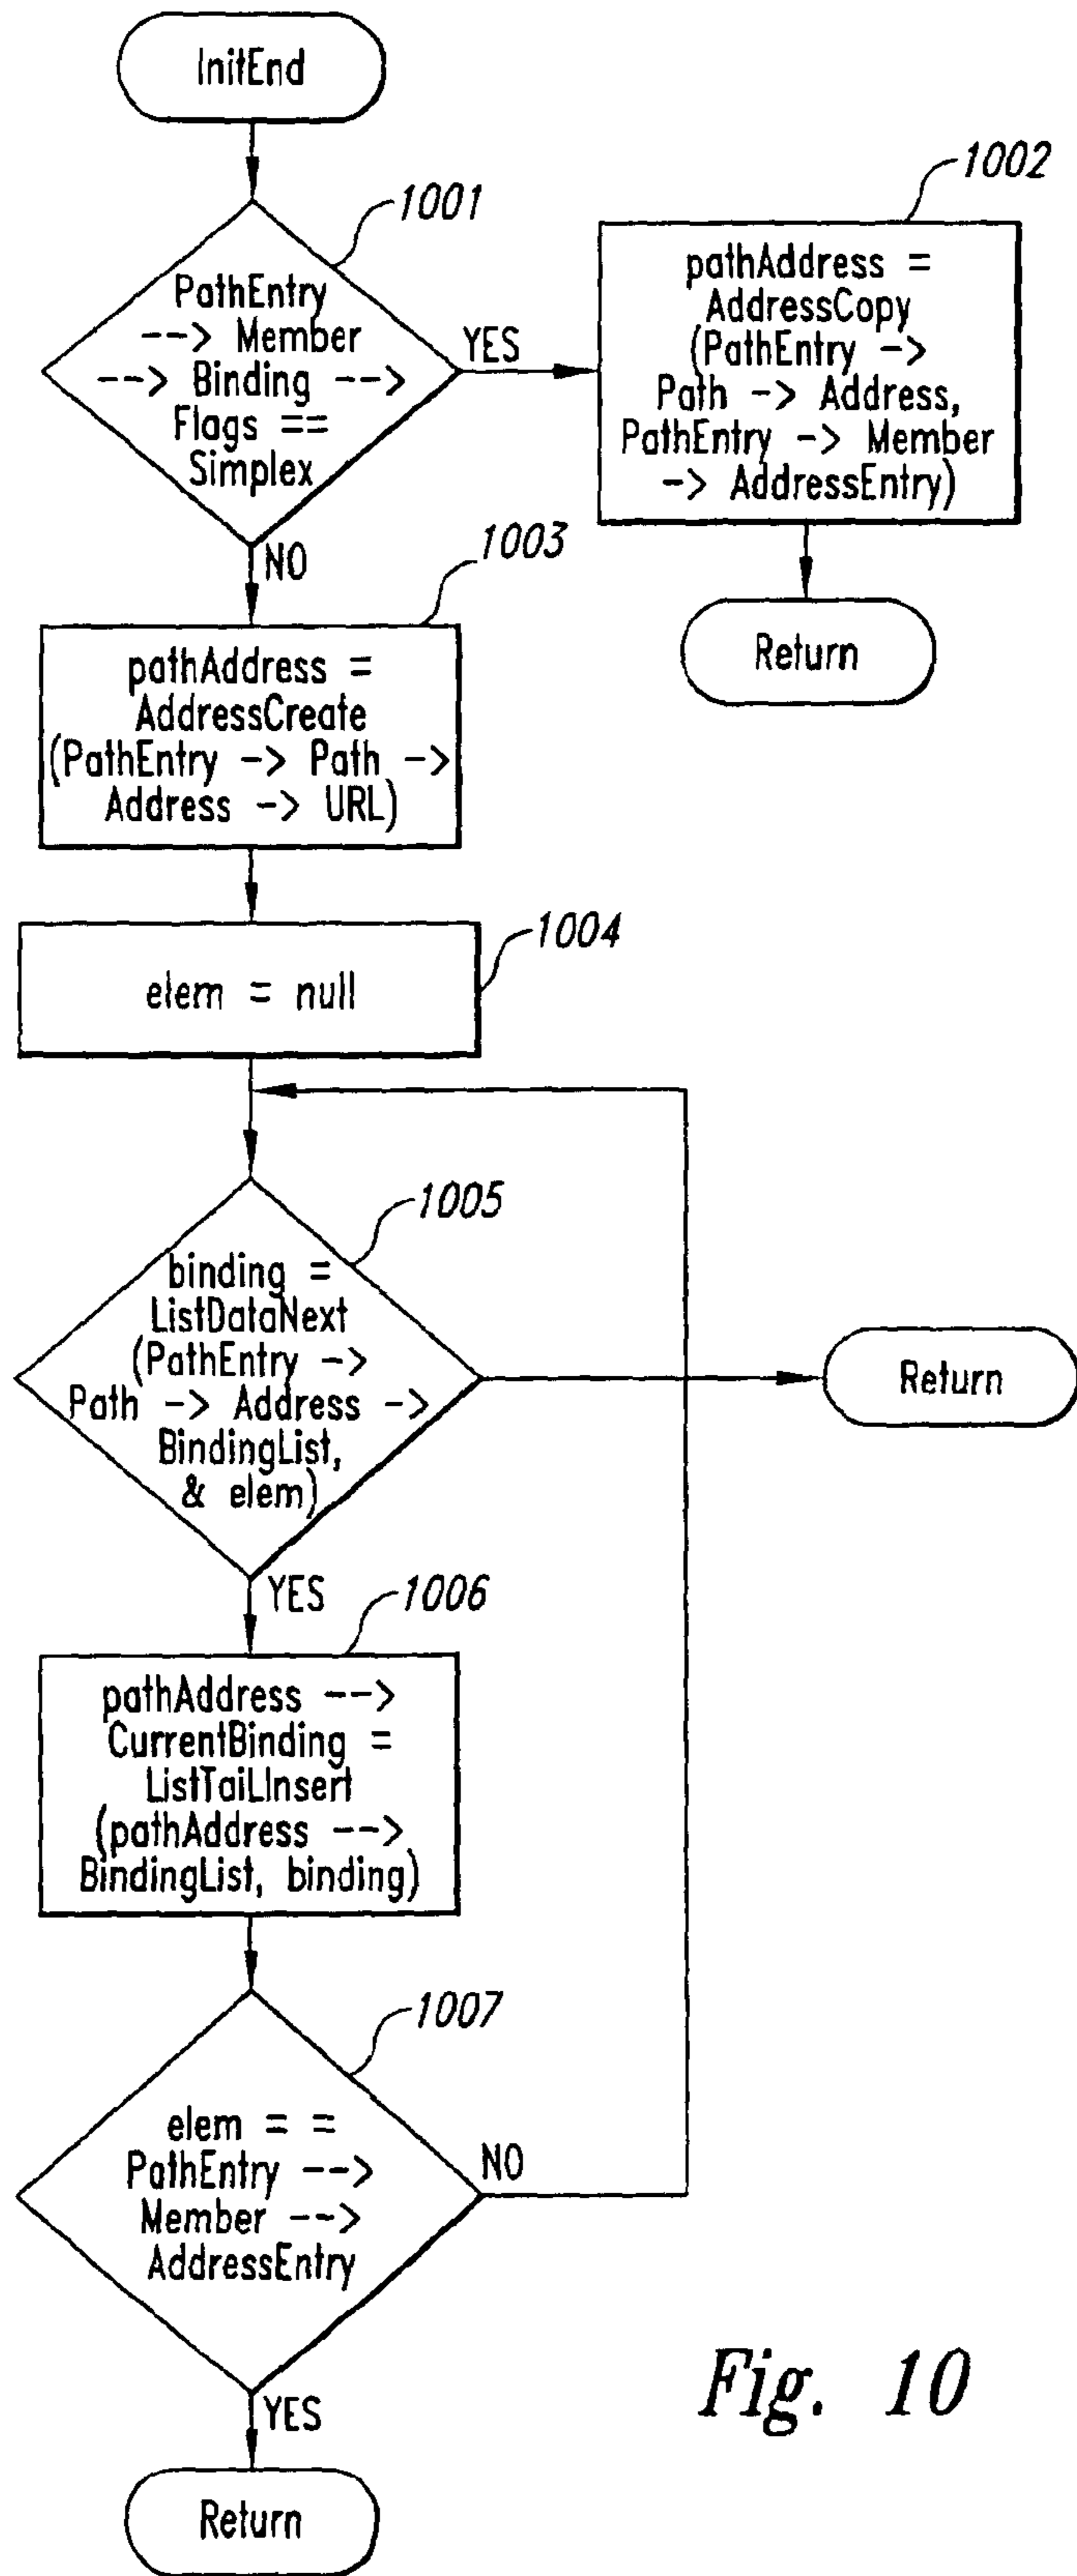 InitEnd
1001
PathEntry
--> Member
--> Binding -->
Flags ==
Simplex
YES
1002
pathAddress =
AddressCopy
(PathEntry ->
Path -> Address,
PathEntry -> Member
-> AddressEntry)
Return
NO
1003
pathAddress =
AddressCreate
(PathEntry -> Path ->
Address -> URL)
1004
elem = null
1005
binding =
ListDataNext
(PathEntry ->
Path -> Address ->
BindingList,
& elem)
Return
YES
1006
pathAddress -->
CurrentBinding =
ListTailInsert
(pathAddress -->
BindingList, binding)
1007
elem = =
PathEntry -->
Member -->
AddressEntry
NO
YES
Return
Fig. 10